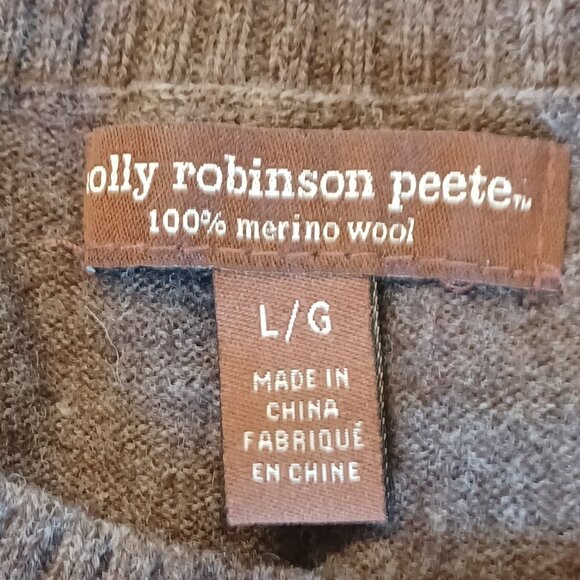 olly robinson peete™
100% merino wool
L/G
MADE IN
CHINA
FABRIQUÉ
EN CHINE